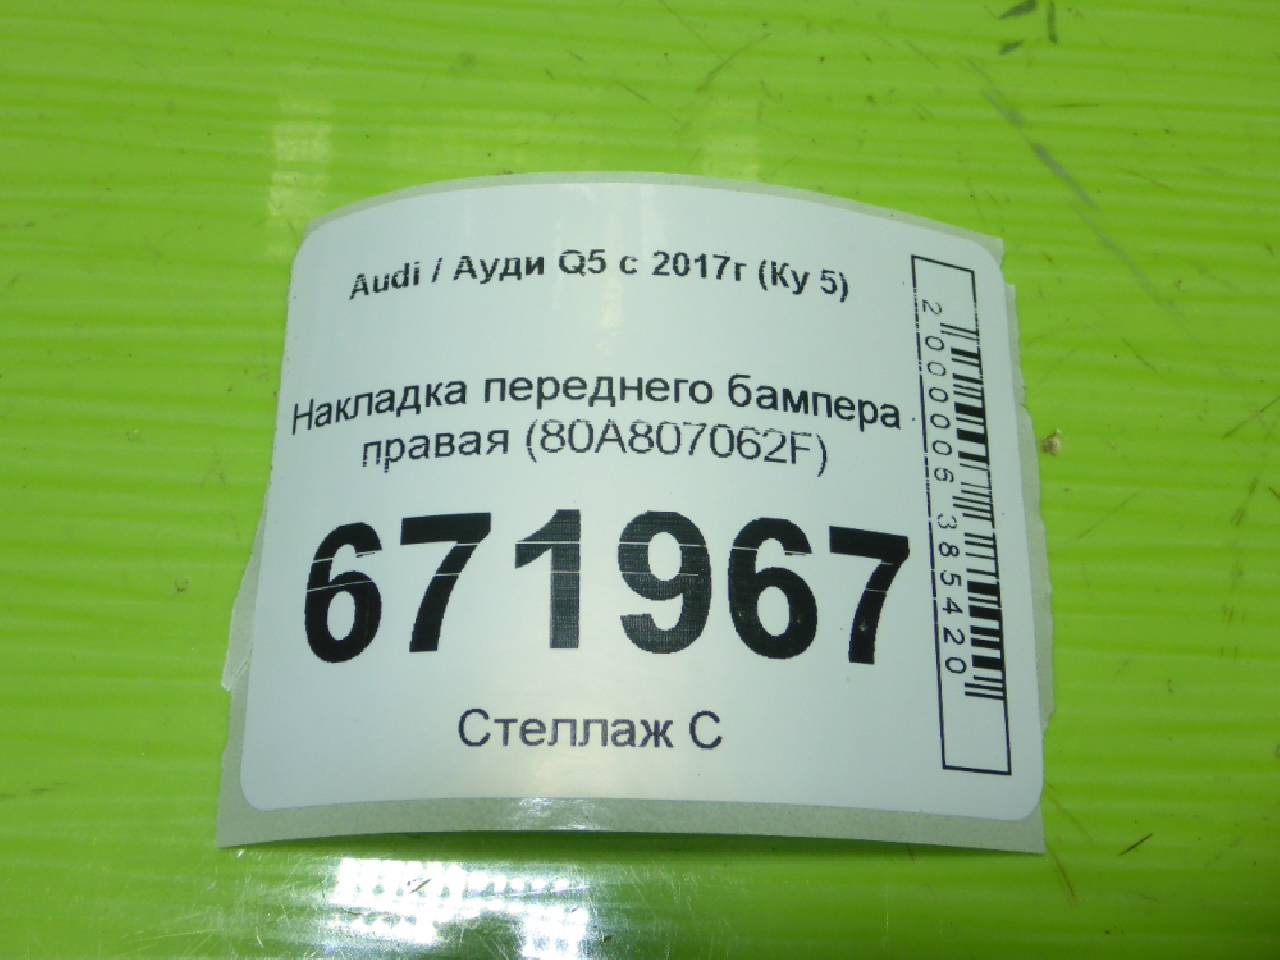 Audi / Ауди Q5 с 2017г (Ку 5)
Накладка переднего бампера
правая (80A807062F)
671967
Стеллаж С
2000006385420